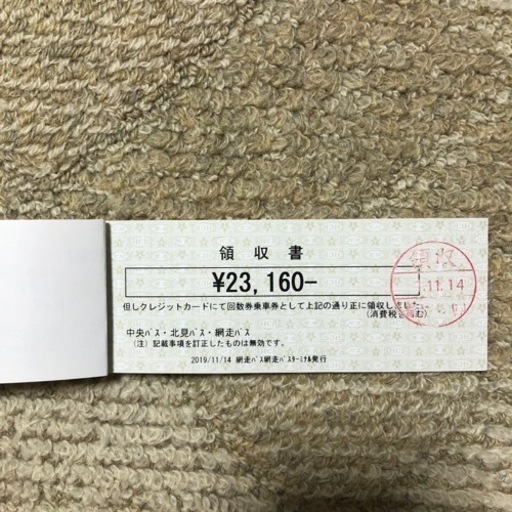 領収書
¥23,160-
但しクレジットカードにて回数券乗車券として上記の通り正に領収しました
(消費税含む)
中央バス・北見バス・網走バス
(注)記載事項を訂正したものは無効です。
2019/11/14 網走バス網走バスターミナル発行
領収
.11.14